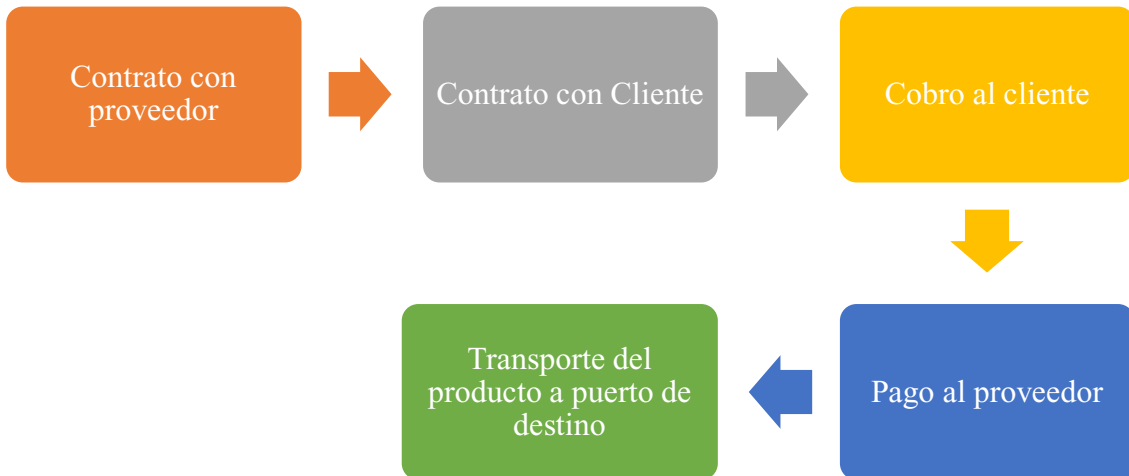 Contrato con
proveedor
Contrato con Cliente
Cobro al cliente
Pago al proveedor
Transporte del
producto a puerto de
destino